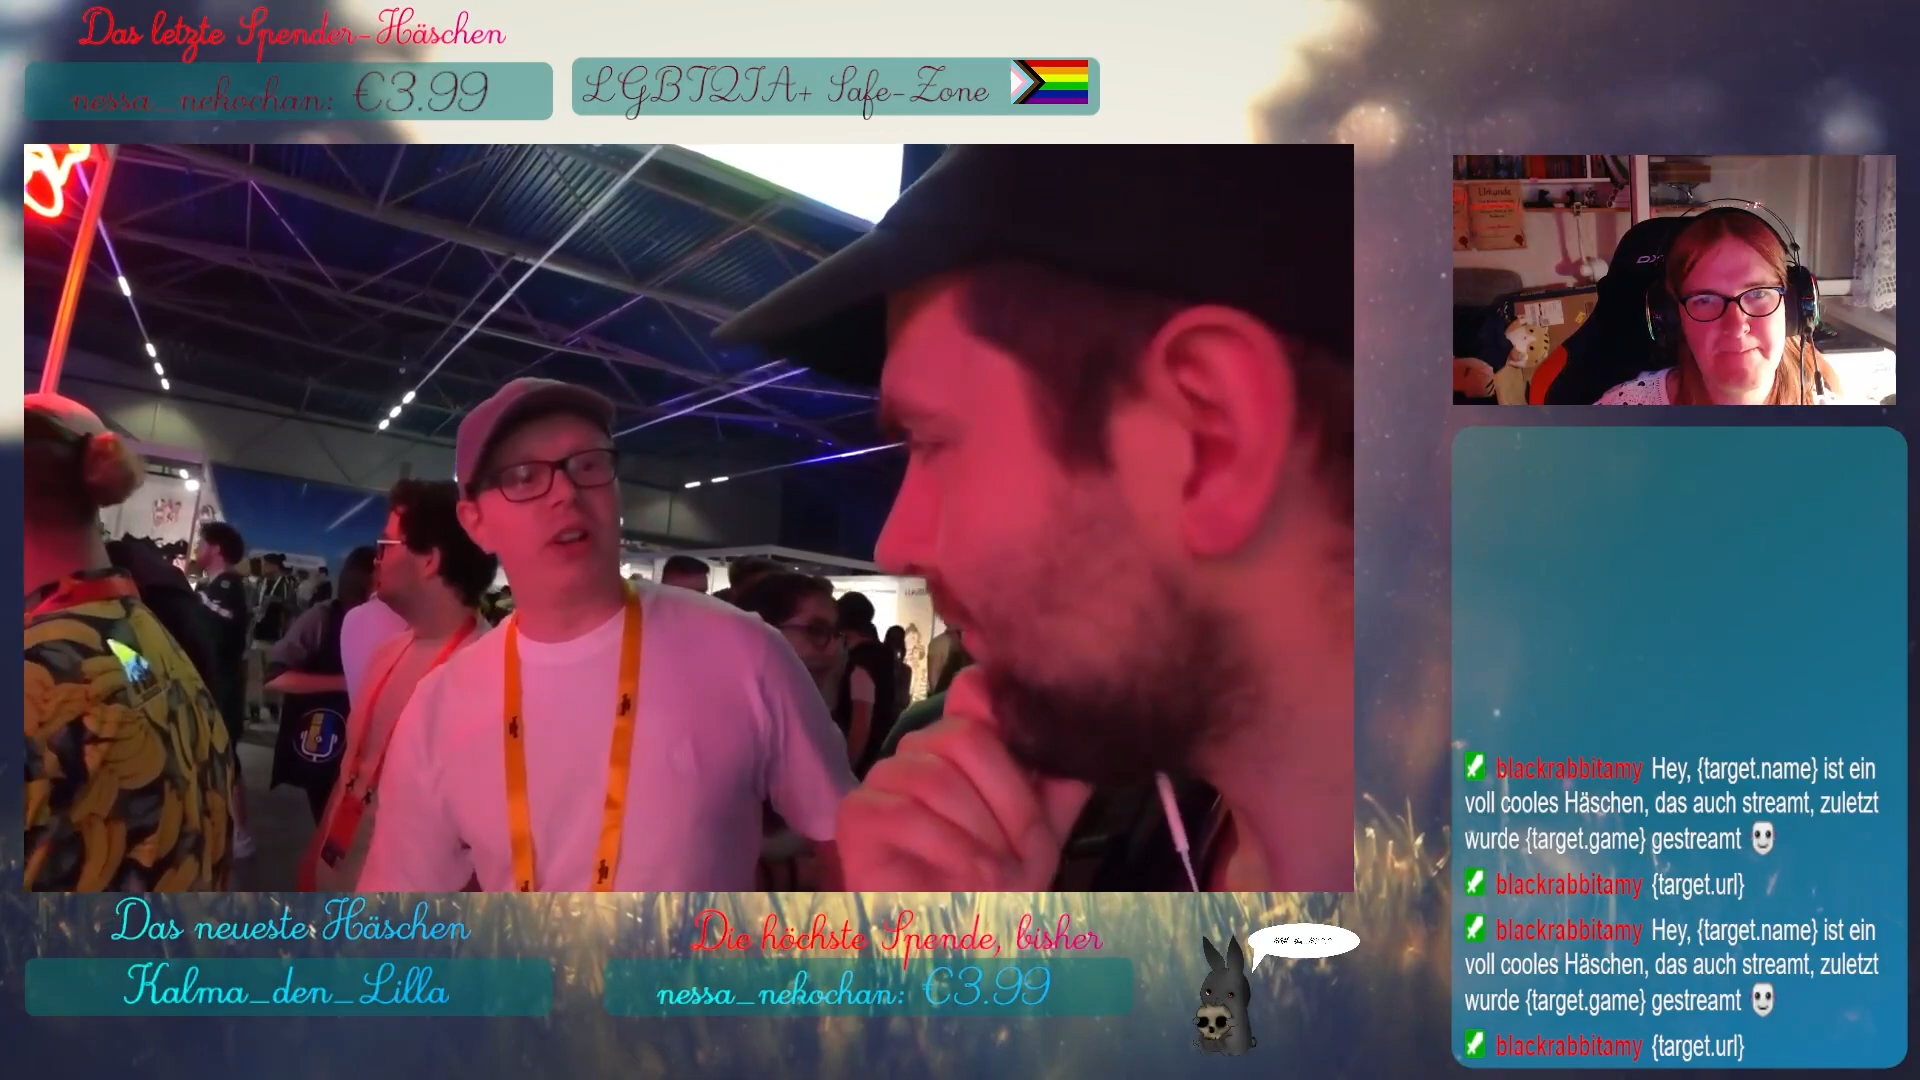 Das letzte Spender-Häschen
nessa_nekochan: €3.99
LGBTQIA+ Safe-Zone
Urkunde
DX
blackrabbitamy Hey, {target.name} ist ein
voll cooles Häschen, das auch streamt, zuletzt
wurde {target.game} gestreamt
blackrabbitamy {target.url}
blackrabbitamy Hey, {target.name} ist ein
voll cooles Häschen, das auch streamt, zuletzt
wurde {target.game} gestreamt
blackrabbitamy {target.url}
Das neueste Häschen
Kalma_den_Lilla
Die höchste Spende, bisher
nessa_nekochan: €3.99